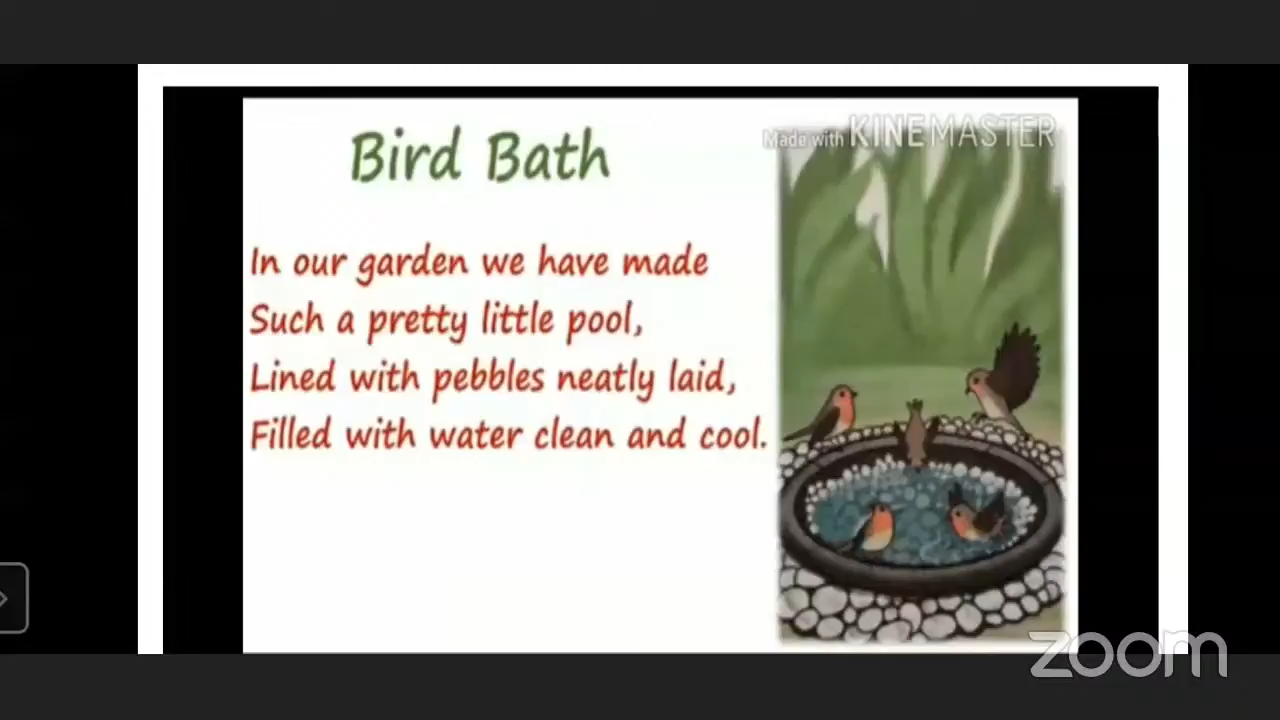 Bird Bath
Made with KINEMASTER
In our garden we have made
Such a pretty little pool,
Lined with pebbles neatly laid,
Filled with water clean and cool.
zoom